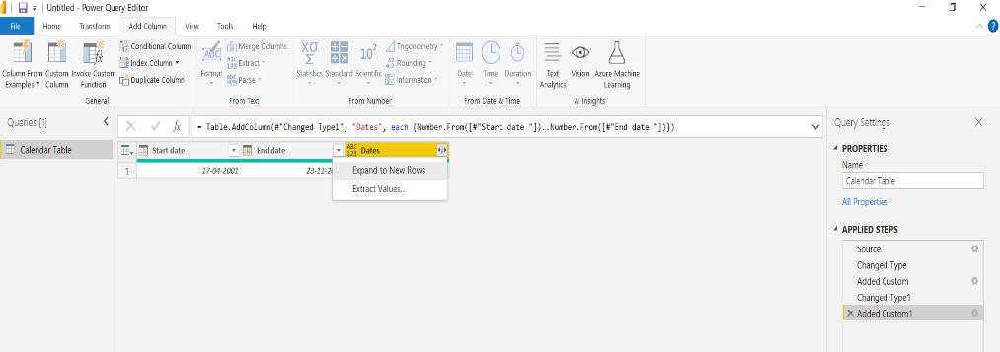 Untitled - Power Query Editor
File Home Transform Add Column View Tools Help
Conditional Column
Index Column
Duplicate Column
Column From Examples
Custom Column
Invoke Custom Function
General
Format
ABC
Merge Columns
Extract
Parse
From Text
Statistics
Standard
Scientific
10²
Trigonometry
Rounding
Information
From Number
Date
Time
Duration
From Date & Time
Text Analytics
Vision
Azure Machine Learning
AI Insights
Queries [1]
Calendar Table
fx
= Table.AddColumn(#"Changed Type1", "Dates", each {Number.From([#"Start date "])..Number.From([#"End date "])})
Start date End date ABC 123 Dates
1 17-04-2001 23-11-
Expand to New Rows
Extract Values...
Query Settings
PROPERTIES
Name
Calendar Table
All Properties
APPLIED STEPS
Source
Changed Type
Added Custom
Changed Type1
Added Custom1